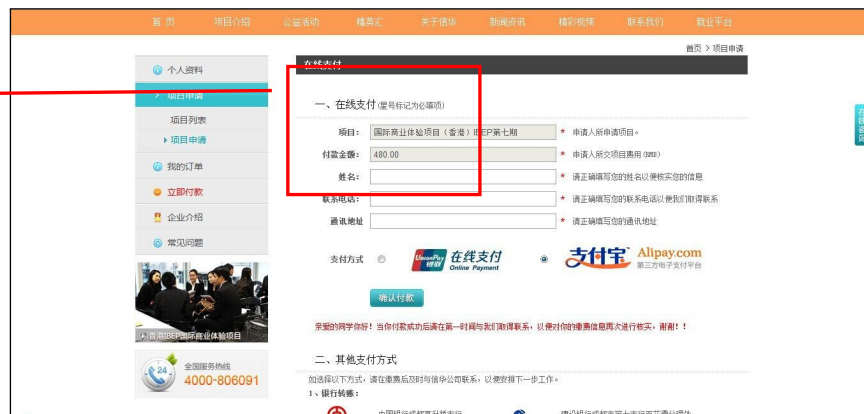 首 页 项目介绍 公益活动 精英汇 关于信华 新闻资讯 精彩视频 联系我们 就业平台
首页 > 项目申请
个人资料
项目申请
项目列表
项目申请
我的订单
立即付款
企业介绍
常见问题
香港IBEP国际商业体验项目
24
全国服务热线
4000-806091
在线支付
一、在线支付(星号标记为必填项)
项目: 国际商业体验项目(香港)IBEP第七期 * 申请人所申请项目。
付款金额: 480.00 * 申请人所交项目费用(RMB)
姓名: * 请正确填写您的姓名以便核实您的信息
联系电话: * 请正确填写您的联系电话以便我们取得联系
通讯地址 * 请正确填写您的通讯地址
支付方式 UnionPay 银联 在线支付 Online Payment 支付宝 Alipay.com 第三方电子支付平台
确认付款
亲爱的同学你好!当你付款成功后请在第一时间与我们取得联系,以便对你的缴费信息再次进行核实,谢谢!!
二、其他支付方式
如选择以下方式,请在缴费后及时与信华公司联系,以便安排下一步工作。
1、银行转账:
在线咨询